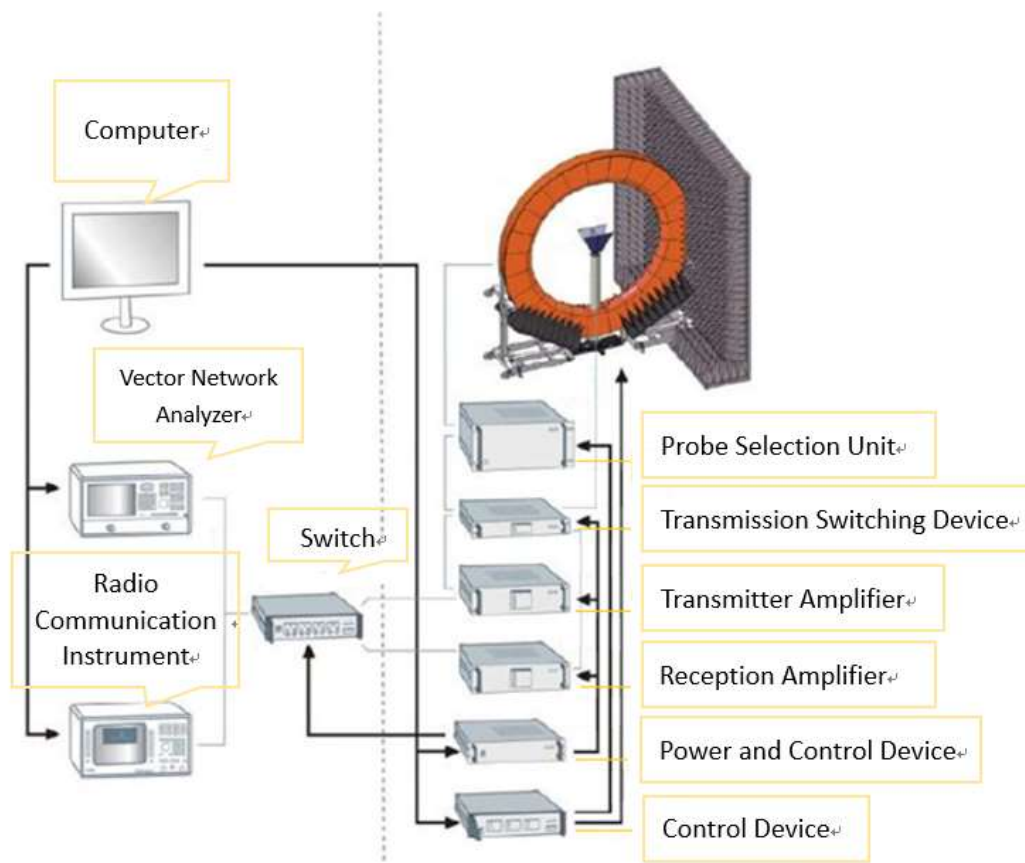 Computer
Vector Network
Analyzer
Switch
Radio
Communication
Instrument
Probe Selection Unit
Transmission Switching Device
Transmitter Amplifier
Reception Amplifier
Power and Control Device
Control Device